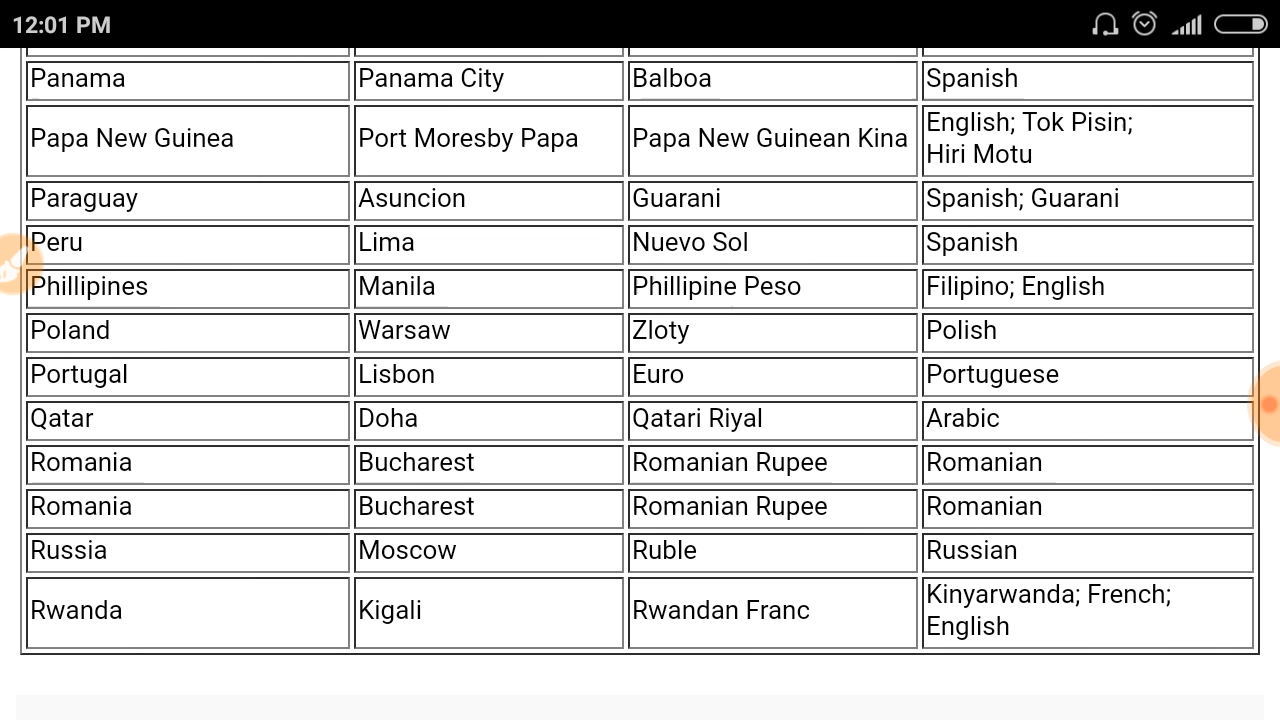 12:01 PM
Panama Panama City Balboa Spanish
Papa New Guinea Port Moresby Papa Papa New Guinean Kina English; Tok Pisin;
Hiri Motu
Paraguay Asuncion Guarani Spanish; Guarani
Peru Lima Nuevo Sol Spanish
Phillipines Manila Phillipine Peso Filipino; English
Poland Warsaw Zloty Polish
Portugal Lisbon Euro Portuguese
Qatar Doha Qatari Riyal Arabic
Romania Bucharest Romanian Rupee Romanian
Romania Bucharest Romanian Rupee Romanian
Russia Moscow Ruble Russian
Rwanda Kigali Rwandan Franc Kinyarwanda; French;
English